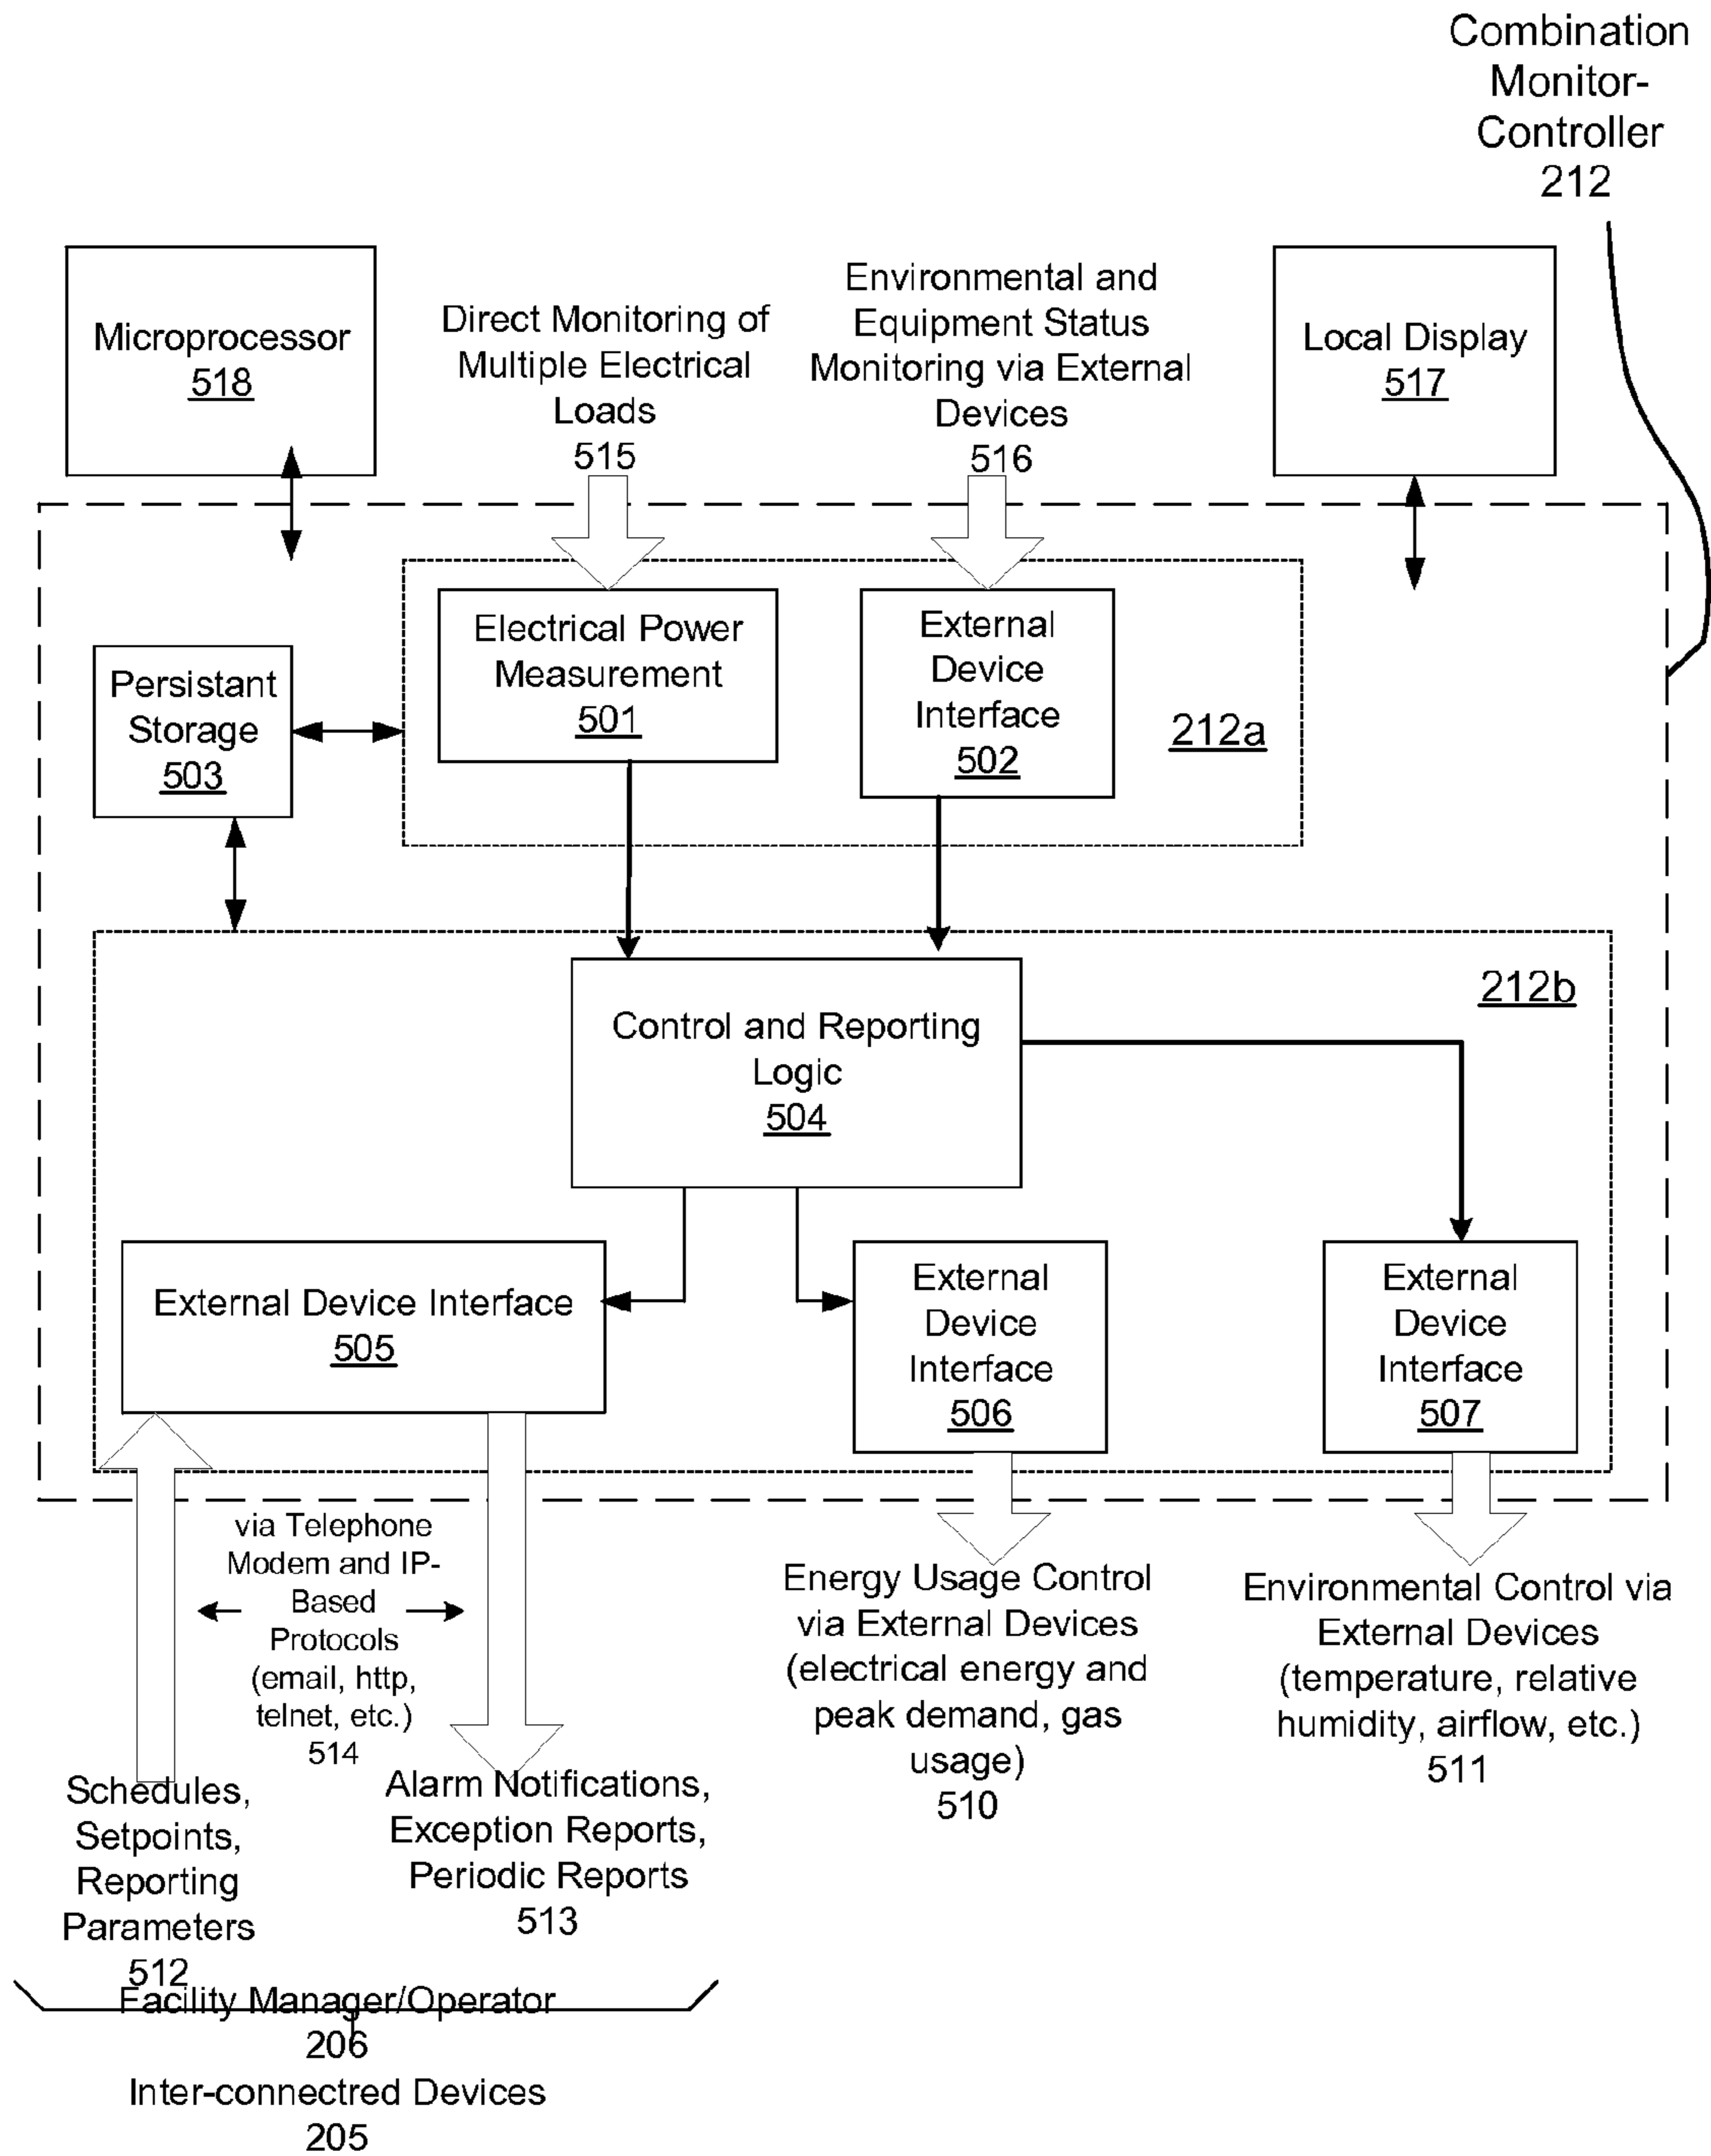 Combination
Monitor-
Controller
212
Microprocessor
518
Direct Monitoring of
Multiple Electrical
Loads
515
Environmental and
Equipment Status
Monitoring via External
Devices
516
Local Display
517
Electrical Power
Measurement
501
External
Device
Interface
502
212a
Persistant
Storage
503
212b
Control and Reporting
Logic
504
External Device Interface
505
External
Device
Interface
506
External
Device
Interface
507
via Telephone
Modem and IP-
Based
Protocols
(email, http,
telnet, etc.)
514
Energy Usage Control
via External Devices
(electrical energy and
peak demand, gas
usage)
510
Environmental Control via
External Devices
(temperature, relative
humidity, airflow, etc.)
511
Schedules,
Setpoints,
Reporting
Parameters
512
Alarm Notifications,
Exception Reports,
Periodic Reports
513
Facility Manager/Operator
206
Inter-connectred Devices
205